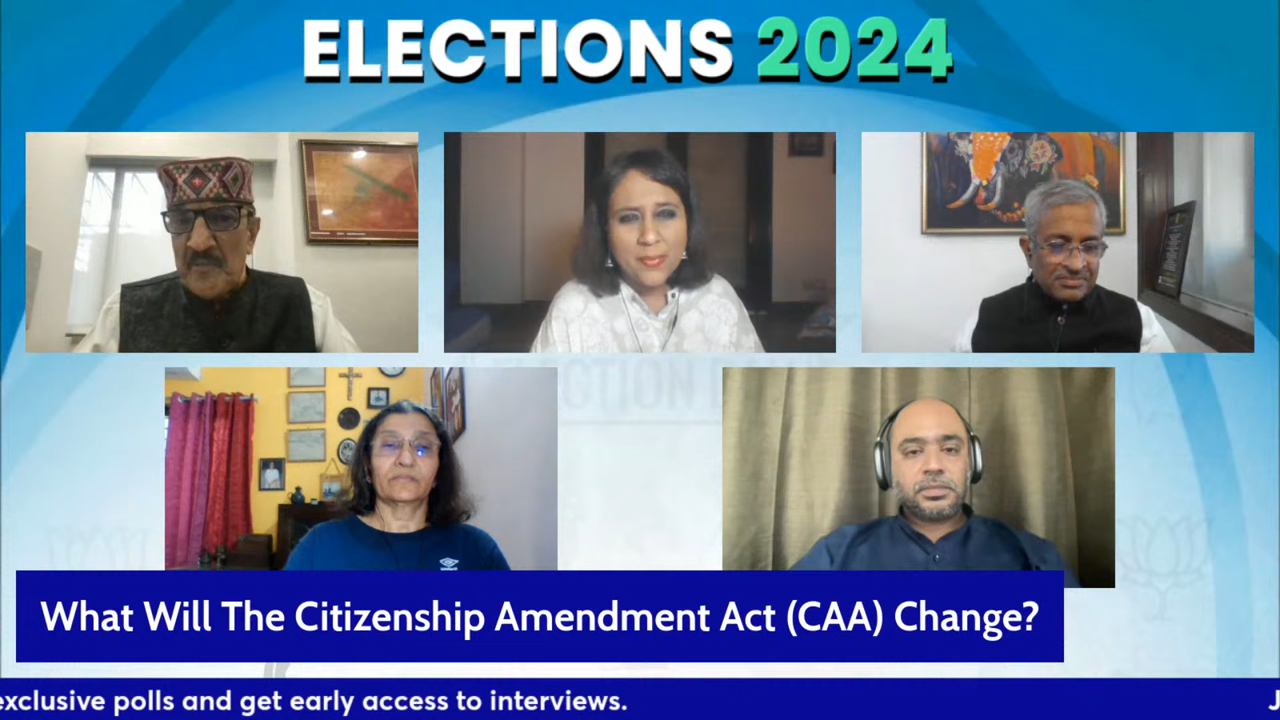 ELECTIONS 2024
What Will The Citizenship Amendment Act (CAA) Change?
exclusive polls and get early access to interviews.